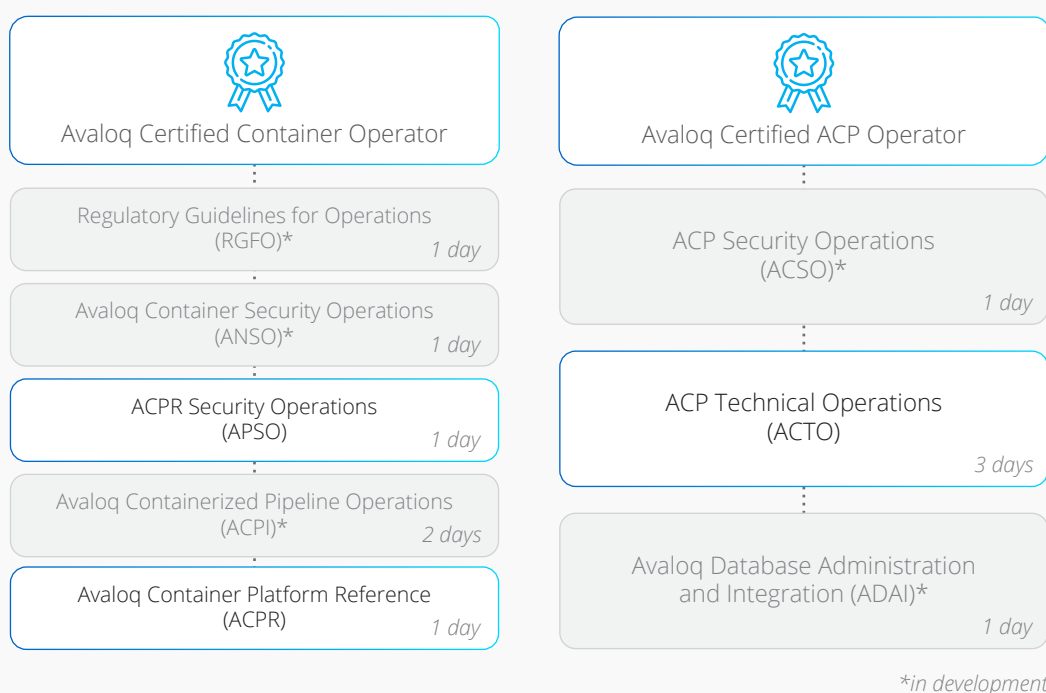 Avaloq Certified Container Operator
Regulatory Guidelines for Operations
(RGFO)*
1 day
Avaloq Container Security Operations
(ANSO)*
1 day
ACPR Security Operations
(APSO)
1 day
Avaloq Containerized Pipeline Operations
(ACPI)*
2 days
Avaloq Container Platform Reference
(ACPR)
1 day
Avaloq Certified ACP Operator
ACP Security Operations
(ACSO)*
1 day
ACP Technical Operations
(ACTO)
3 days
Avaloq Database Administration
and Integration (ADAI)*
1 day
*in development